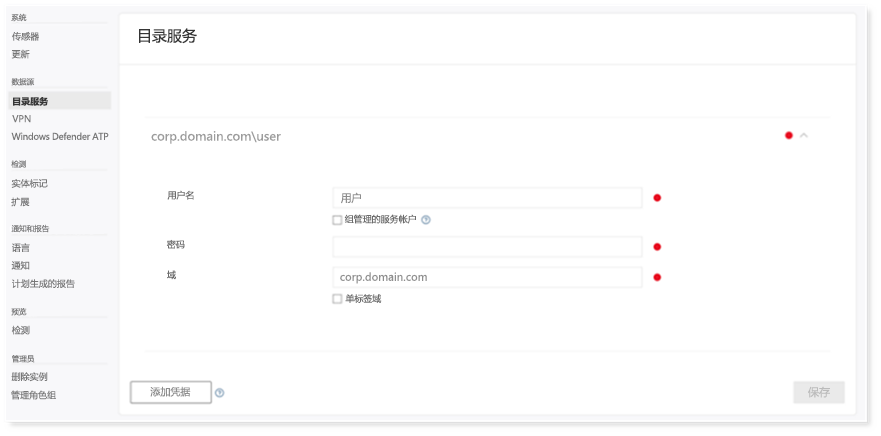 系统
传感器
更新
数据源
目录服务
VPN
Windows Defender ATP
检测
实体标记
扩展
通知和报告
语言
通知
计划生成的报告
预览
检测
管理员
删除实例
管理角色组
目录服务
corp.domain.com\user
用户名
用户
组管理的服务帐户
密码
域
corp.domain.com
单标签域
添加凭据
保存